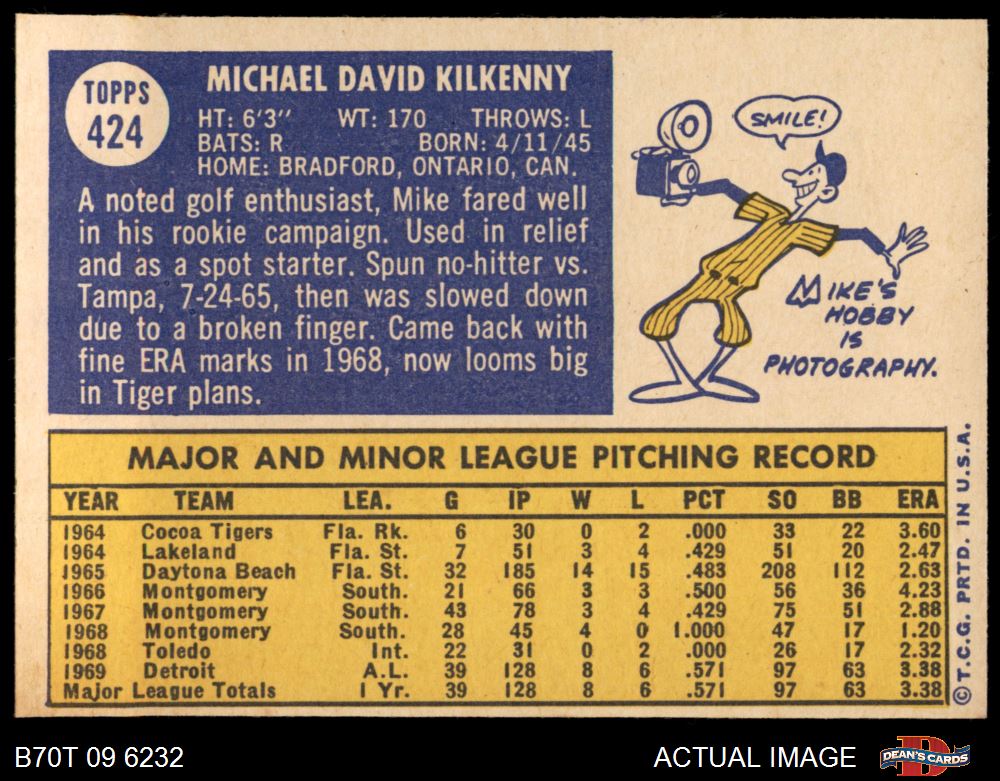 TOPPS
424
MICHAEL DAVID KILKENNY
HT: 6'3" WT: 170 THROWS: L
BATS: R BORN: 4/11/45
HOME: BRADFORD, ONTARIO, CAN.
A noted golf enthusiast, Mike fared well
in his rookie campaign. Used in relief
and as a spot starter. Spun no-hitter vs.
Tampa, 7-24-65, then was slowed down
due to a broken finger. Came back with
fine ERA marks in 1968, now looms big
in Tiger plans.
SMILE!
MIKE'S
HOBBY
IS
PHOTOGRAPHY.
MAJOR AND MINOR LEAGUE PITCHING RECORD
YEAR TEAM LEA. G IP W L PCT SO BB ERA
1964 Cocoa Tigers Fla. Rk. 6 30 0 2 .000 33 22 3.60
1964 Lakeland Fla. St. 7 51 3 4 .429 51 20 2.47
1965 Daytona Beach Fla. St. 32 185 14 15 .483 208 112 2.63
1966 Montgomery South. 21 66 3 3 .500 56 36 4.23
1967 Montgomery South. 43 78 3 4 .429 75 51 2.88
1968 Montgomery South. 28 45 4 0 1.000 47 17 1.20
1968 Toledo Int. 22 31 0 2 .000 26 17 2.32
1969 Detroit A.L. 39 128 8 6 .571 97 63 3.38
Major League Totals 1 Yr. 39 128 8 6 .571 97 63 3.38
© T.C.G. PRTD. IN U.S.A.
B70T 09 6232
ACTUAL IMAGE
D
DEAN'S CARDS